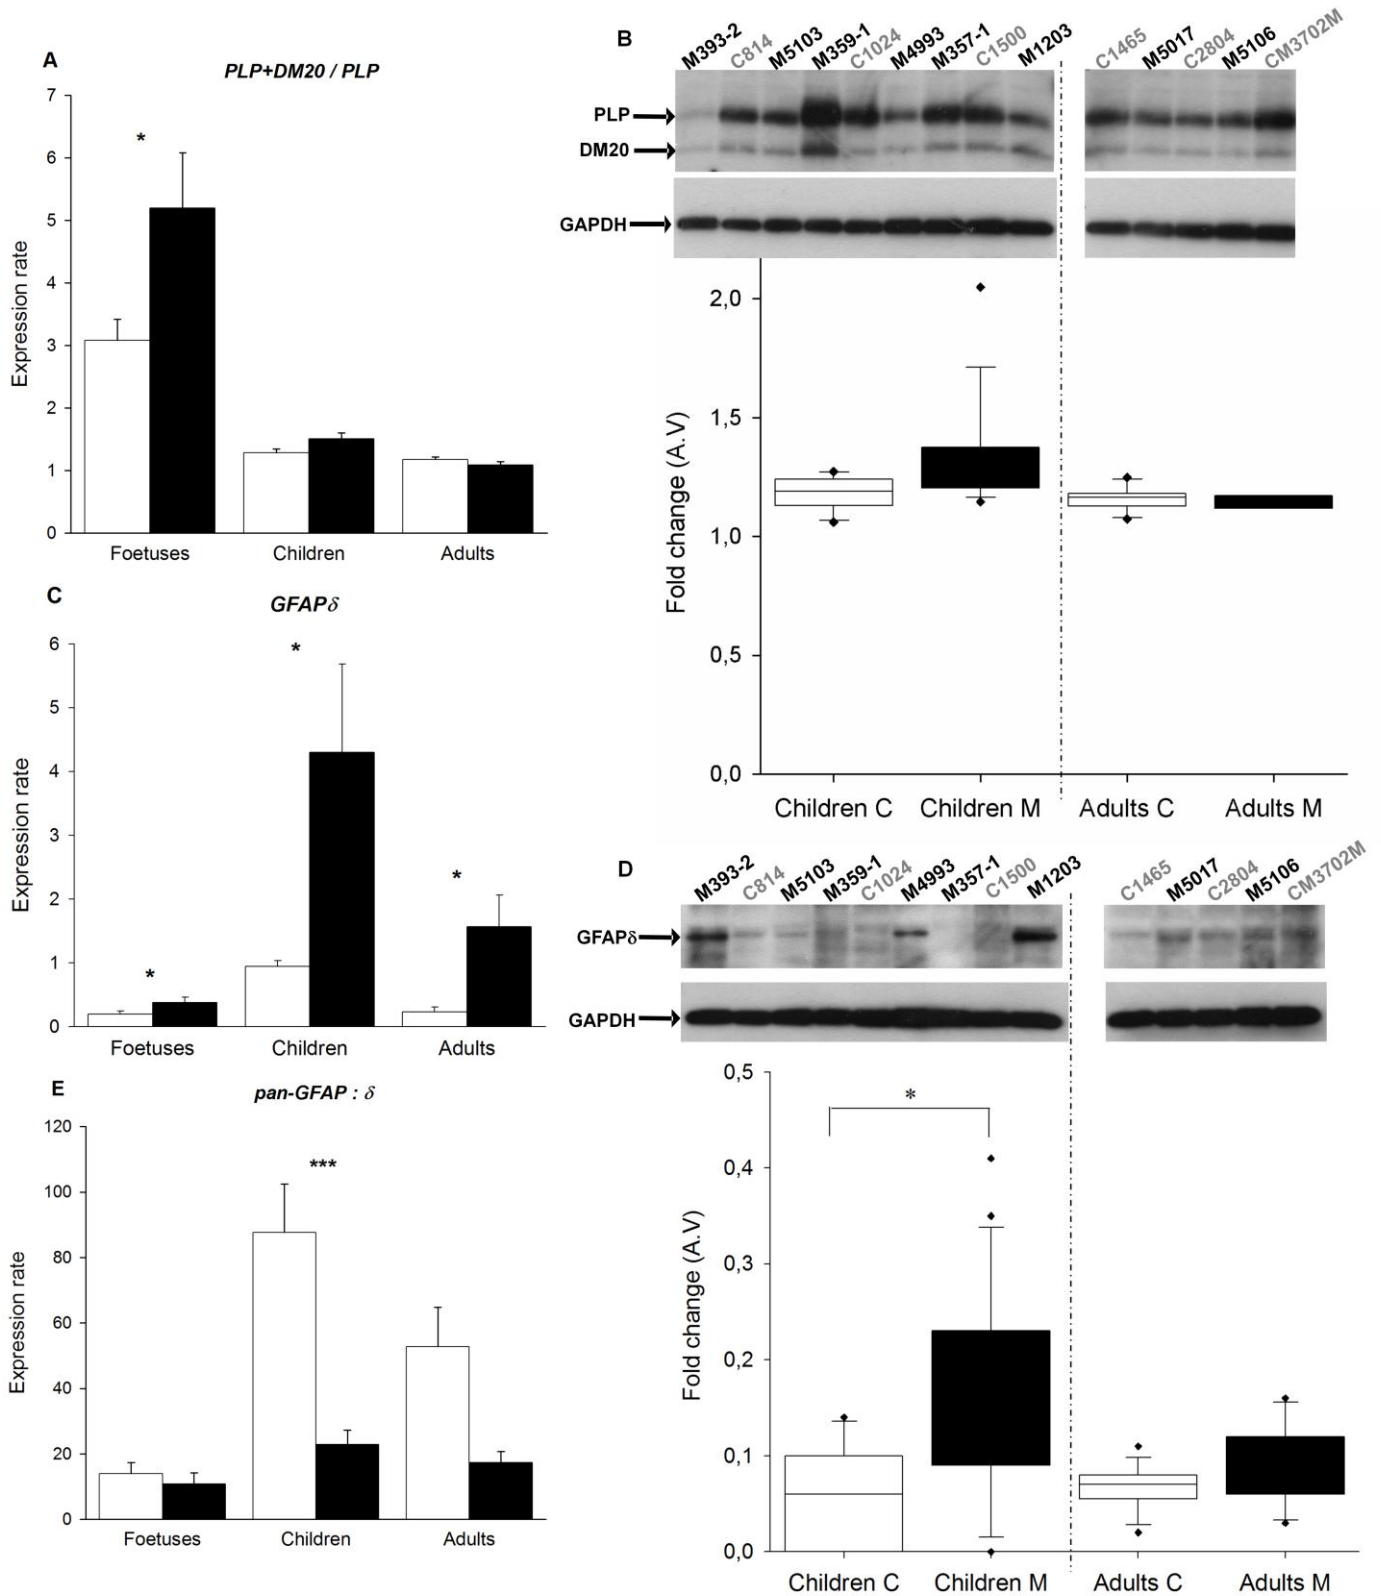 A
PLP+DM20 / PLP
Expression rate
7
6
5
4
3
2
1
0
*
Foetuses
Children
Adults
B
M393-2
C814
M5103
M359-1
C1024
M4993
M357-1
C1500
M1203
C1465
M5017
C2804
M5106
CM3702M
PLP
DM20
GAPDH
Fold change (A.V)
2,0
1,5
1,0
0,5
0,0
Children C
Children M
Adults C
Adults M
C
GFAPδ
Expression rate
6
5
4
3
2
1
0
*
*
*
Foetuses
Children
Adults
D
M393-2
C814
M5103
M359-1
C1024
M4993
M357-1
C1500
M1203
C1465
M5017
C2804
M5106
CM3702M
GFAPδ
GAPDH
Fold change (A.V)
0,5
0,4
0,3
0,2
0,1
0,0
*
Children C
Children M
Adults C
Adults M
E
pan-GFAP : δ
Expression rate
120
100
80
60
40
20
0
***
Foetuses
Children
Adults